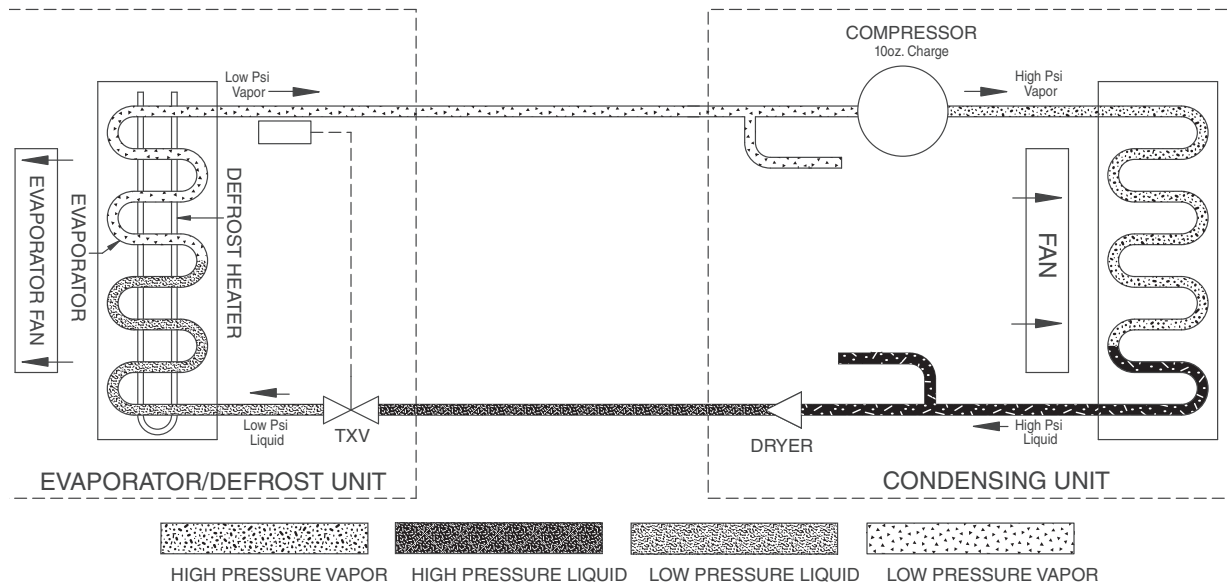 COMPRESSOR
10oz. Charge
Low Psi
Vapor
High Psi
Vapor
EVAPORATOR FAN
EVAPORATOR
DEFROST HEATER
FAN
Low Psi
Liquid
TXV
DRYER
High Psi
Liquid
EVAPORATOR/DEFROST UNIT
CONDENSING UNIT
HIGH PRESSURE VAPOR
HIGH PRESSURE LIQUID
LOW PRESSURE LIQUID
LOW PRESSURE VAPOR